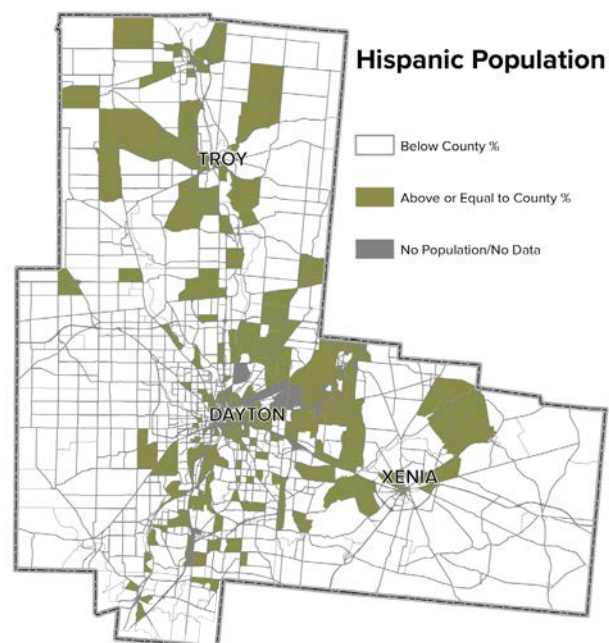 Hispanic Population
Below County %
Above or Equal to County %
No Population/No Data
TROY
DAYTON
XENIA